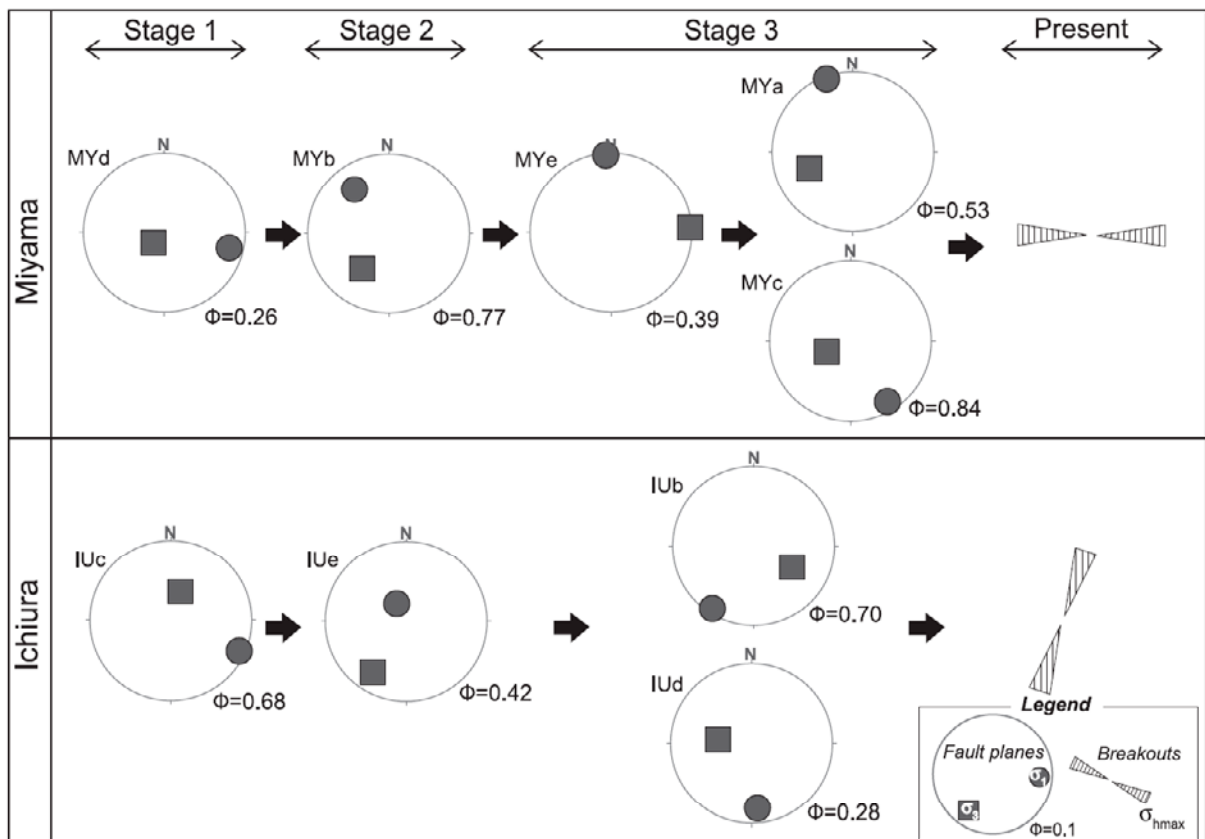 Stage 1
Stage 2
Stage 3
Present
Miyama
MYd
N
Φ=0.26
MYb
N
Φ=0.77
MYe
N
Φ=0.39
MYa
N
Φ=0.53
MYc
N
Φ=0.84
Ichiura
IUc
N
Φ=0.68
IUe
N
Φ=0.42
IUb
N
Φ=0.70
IUd
N
Φ=0.28
Legend
Fault planes
σ1
σ3
Φ=0,1
Breakouts
σhmax